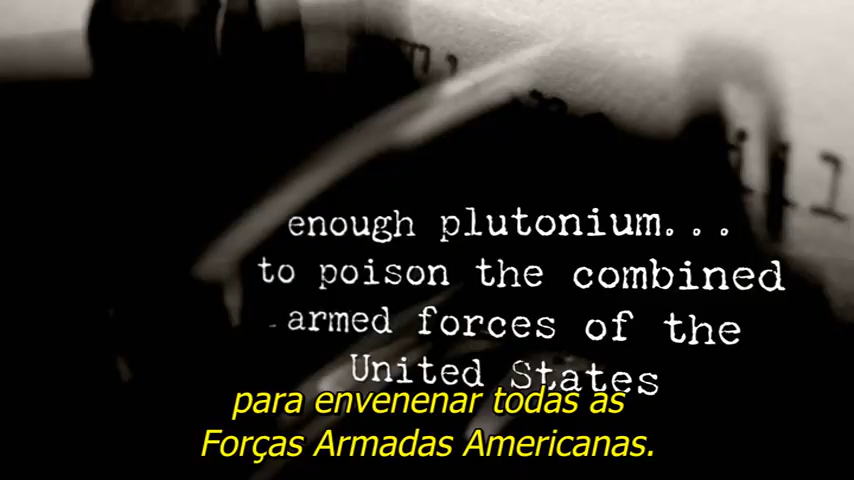 enough plutonium...
to poison the combined
armed forces of the
United States
para envenenar todas as
Forças Armadas Americanas.